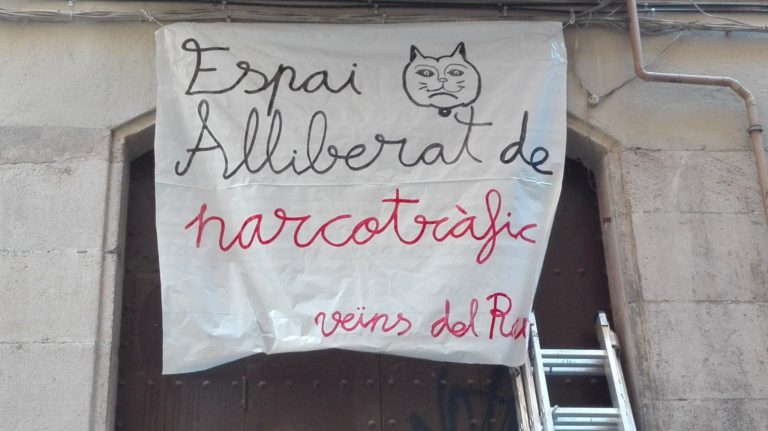 Espai
Alliberat de
narcotràfic
veïns del